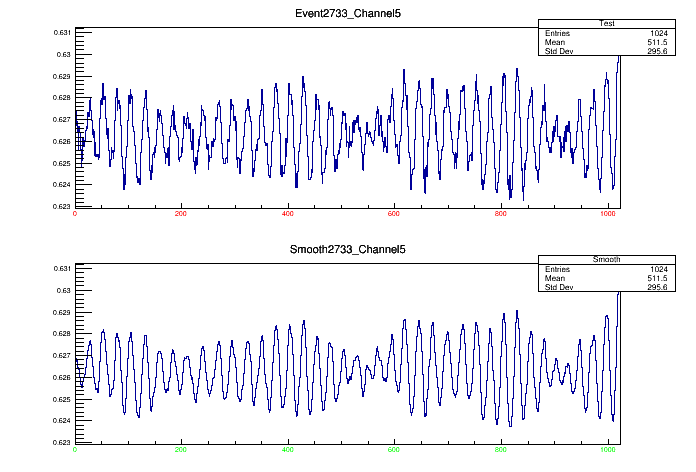 Event2733_Channel5
Test
Entries 1024
Mean 511.5
Std Dev 295.6
0.631
0.63
0.629
0.628
0.627
0.626
0.625
0.624
0.623
0 200 400 600 800 1000
Smooth2733_Channel5
Smooth
Entries 1024
Mean 511.5
Std Dev 295.6
0.631
0.63
0.629
0.628
0.627
0.626
0.625
0.624
0.623
0 200 400 600 800 1000